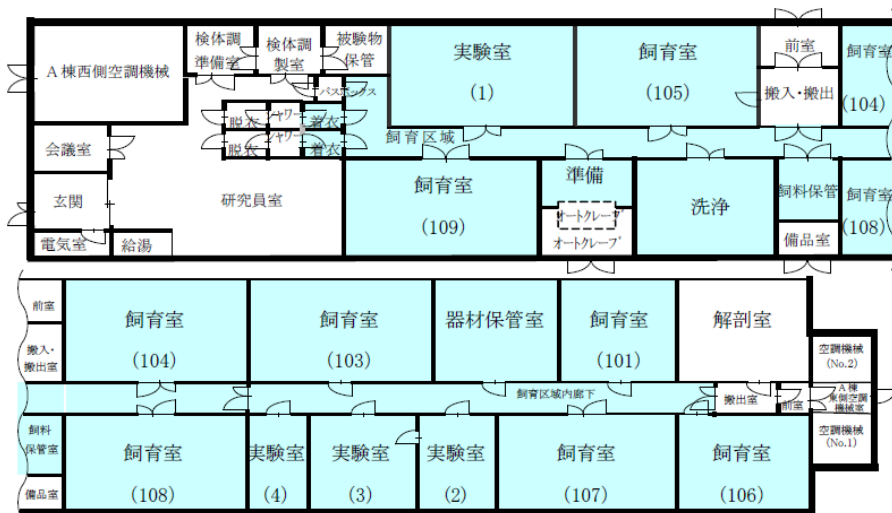 A棟西側空調機械
検体調
準備室
検体調
製室
被験物
保管
実験室
(1)
飼育室
(105)
前室
搬入・搬出
飼育室
(104)
パスボックス
脱衣
シャワー
着衣
脱衣
シャワー
着衣
飼育区域
会議室
玄関
電気室
給湯
研究員室
飼育室
(109)
準備
オートクレーブ
オートクレーブ
洗浄
飼料保管
備品室
飼育室
(108)
前室
搬入・
搬出室
飼育室
(104)
飼育室
(103)
器材保管室
飼育室
(101)
解剖室
空調機械
(No.2)
飼育区域内廊下
搬出室
前室
A棟
東側空調
機械室
空調機械
(No.1)
飼料
保管室
備品室
飼育室
(108)
実験室
(4)
実験室
(3)
実験室
(2)
飼育室
(107)
飼育室
(106)